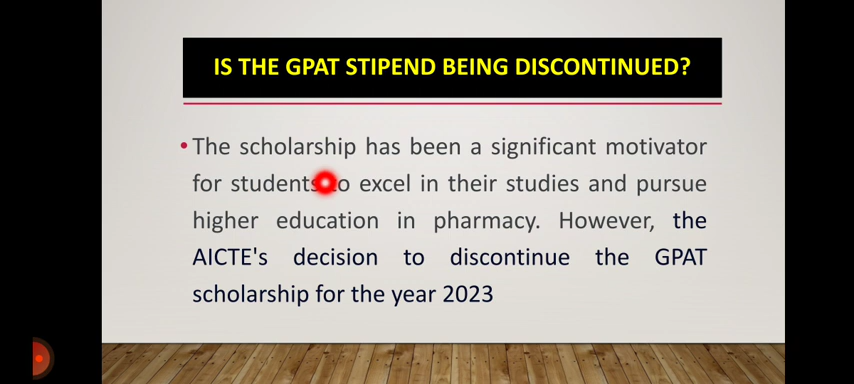 IS THE GPAT STIPEND BEING DISCONTINUED?
• The scholarship has been a significant motivator
for students to excel in their studies and pursue
higher education in pharmacy. However, the
AICTE's decision to discontinue the GPAT
scholarship for the year 2023